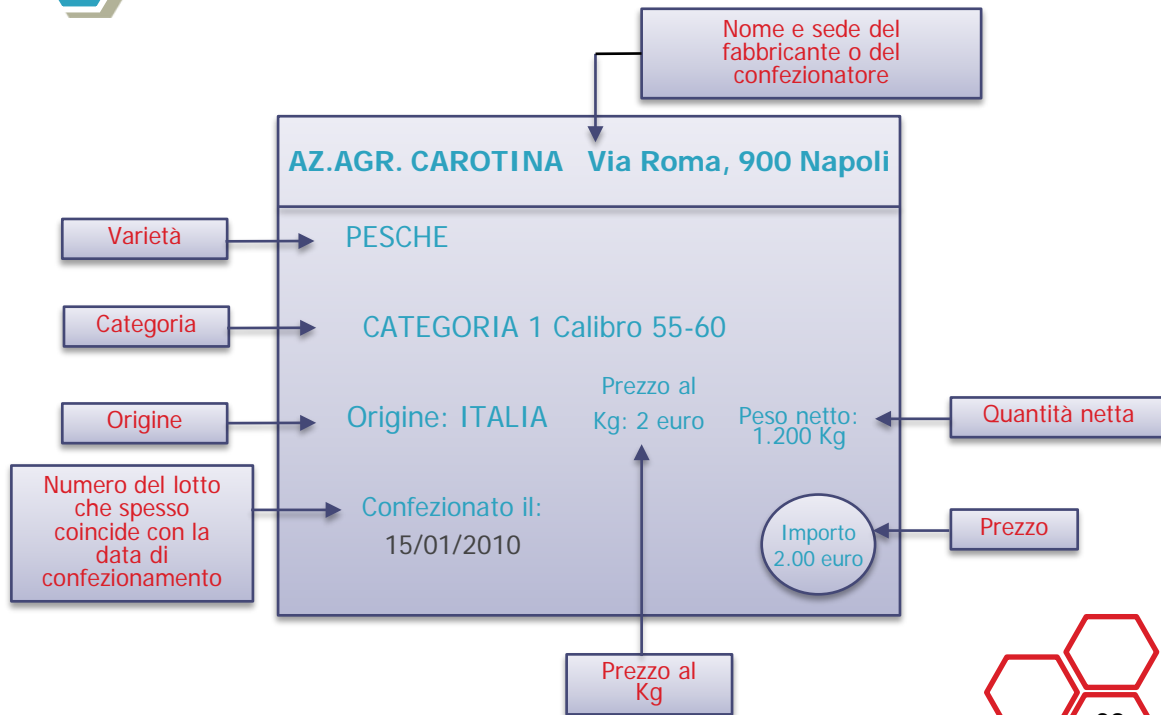 Nome e sede del
fabbricante o del
confezionatore
AZ.AGR. CAROTINA Via Roma, 900 Napoli
Varietà
PESCHE
Categoria
CATEGORIA 1 Calibro 55-60
Origine
Origine: ITALIA
Prezzo al
Kg: 2 euro
Peso netto:
1.200 Kg
Quantità netta
Numero del lotto
che spesso
coincide con la
data di
confezionamento
Confezionato il:
15/01/2010
Importo
2.00 euro
Prezzo
Prezzo al
Kg